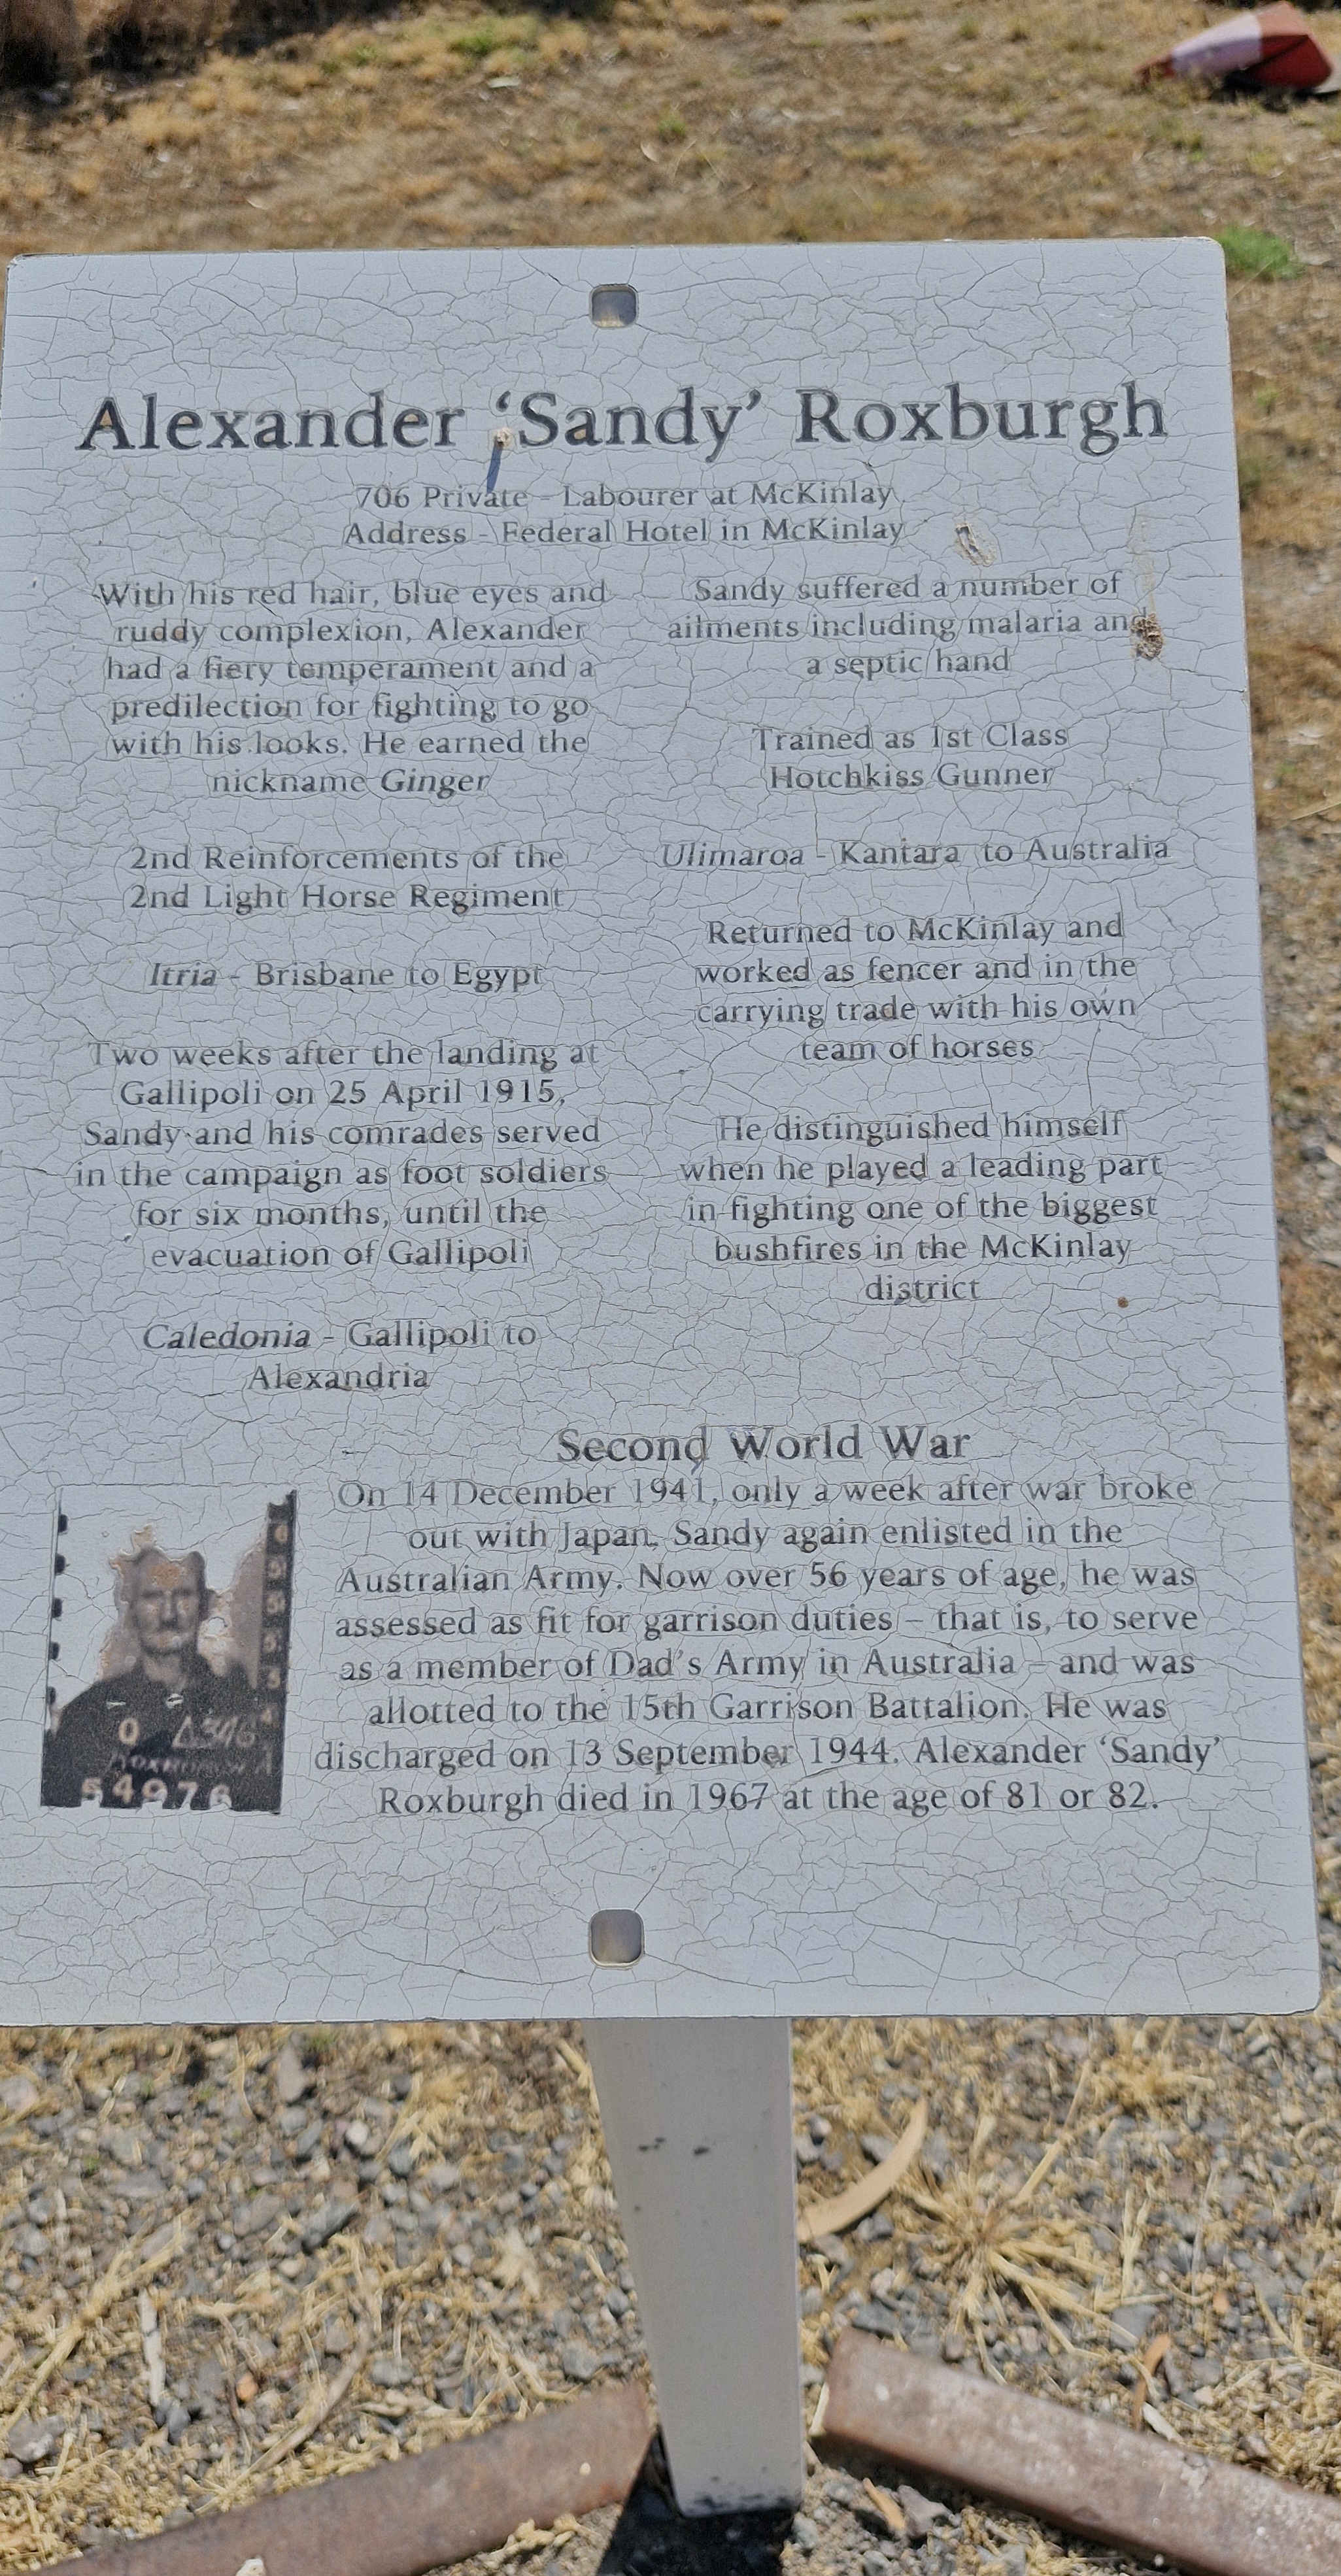 Alexander ‘Sandy’ Roxburgh
706 Private - Labourer at McKinlay
Address - Federal Hotel in McKinlay
With his red hair, blue eyes and
ruddy complexion, Alexander
had a fiery temperament and a
predilection for fighting to go
with his looks. He earned the
nickname Ginger
2nd Reinforcements of the
2nd Light Horse Regiment
Itria - Brisbane to Egypt
Two weeks after the landing at
Gallipoli on 25 April 1915,
Sandy and his comrades served
in the campaign as foot soldiers
for six months, until the
evacuation of Gallipoli
Caledonia - Gallipoli to
Alexandria
Sandy suffered a number of
ailments including malaria and
a septic hand
Trained as 1st Class
Hotchkiss Gunner
Ulimaroa - Kantara to Australia
Returned to McKinlay and
worked as fencer and in the
carrying trade with his own
team of horses
He distinguished himself
when he played a leading part
in fighting one of the biggest
bushfires in the McKinlay
district
Second World War
On 14 December 1941, only a week after war broke
out with Japan, Sandy again enlisted in the
Australian Army. Now over 56 years of age, he was
assessed as fit for garrison duties – that is, to serve
as a member of Dad’s Army in Australia – and was
allotted to the 15th Garrison Battalion. He was
discharged on 13 September 1944. Alexander ‘Sandy’
Roxburgh died in 1967 at the age of 81 or 82.
Q
54976